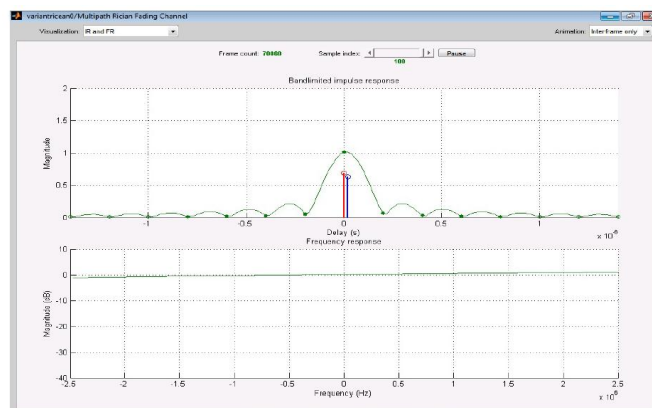 variantricean0/Multipath Rician Fading Channel
Visualization: IR and FR
Animation: Interframe only
Frame count: 70460 Sample index: Pause
100
Bandlimited impulse response
2
1.5
1
0.5
0
Magnitude
-1 -0.5 0 0.5 1
Delay (s)
x 10⁻⁶
Frequency response
10
0
-10
-20
-30
-40
Magnitude (dB)
-2.5 -2 -1.5 -1 -0.5 0 0.5 1 1.5 2 2.5
Frequency (Hz)
x 10⁶